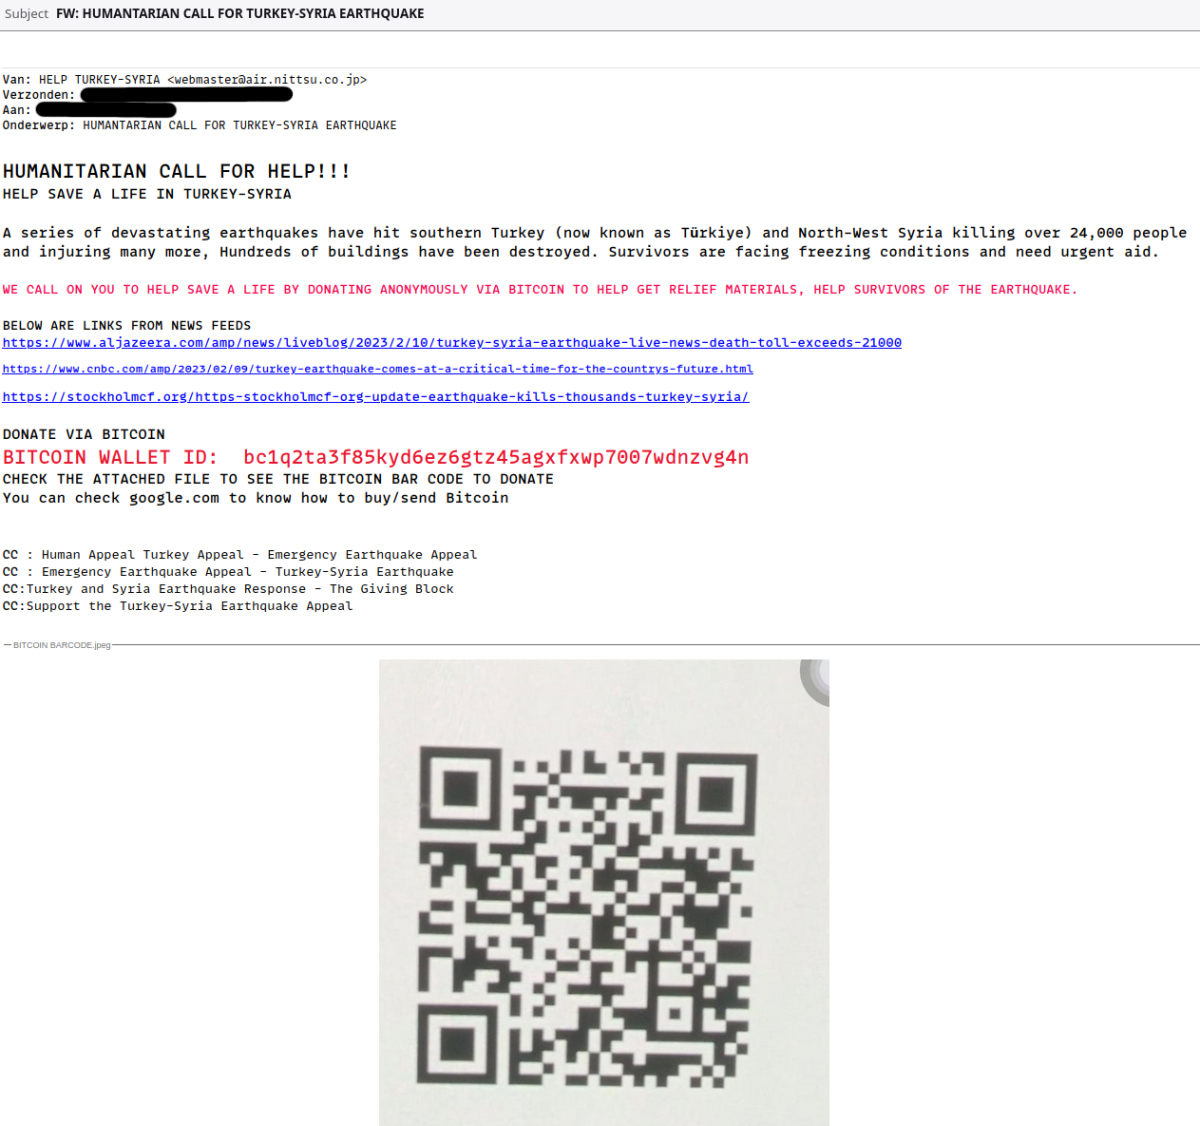 Subject FW: HUMANTARIAN CALL FOR TURKEY-SYRIA EARTHQUAKE
Van: HELP TURKEY-SYRIA <webmaster@air.nittsu.co.jp>
Verzonden:
Aan:
Onderwerp: HUMANTARIAN CALL FOR TURKEY-SYRIA EARTHQUAKE
HUMANITARIAN CALL FOR HELP!!!
HELP SAVE A LIFE IN TURKEY-SYRIA
A series of devastating earthquakes have hit southern Turkey (now known as Türkiye) and North-West Syria killing over 24,000 people
and injuring many more, Hundreds of buildings have been destroyed. Survivors are facing freezing conditions and need urgent aid.
WE CALL ON YOU TO HELP SAVE A LIFE BY DONATING ANONYMOUSLY VIA BITCOIN TO HELP GET RELIEF MATERIALS, HELP SURVIVORS OF THE EARTHQUAKE.
BELOW ARE LINKS FROM NEWS FEEDS
https://www.aljazeera.com/amp/news/liveblog/2023/2/10/turkey-syria-earthquake-live-news-death-toll-exceeds-21000
https://www.cnbc.com/amp/2023/02/09/turkey-earthquake-comes-at-a-critical-time-for-the-countrys-future.html
https://stockholmcf.org/https-stockholmcf-org-update-earthquake-kills-thousands-turkey-syria/
DONATE VIA BITCOIN
BITCOIN WALLET ID: bc1q2ta3f85kyd6ez6gtz45agxfxwp7007wdnzvg4n
CHECK THE ATTACHED FILE TO SEE THE BITCOIN BAR CODE TO DONATE
You can check google.com to know how to buy/send Bitcoin
CC : Human Appeal Turkey Appeal - Emergency Earthquake Appeal
CC : Emergency Earthquake Appeal - Turkey-Syria Earthquake
CC:Turkey and Syria Earthquake Response - The Giving Block
CC:Support the Turkey-Syria Earthquake Appeal
BITCOIN BARCODE.jpeg